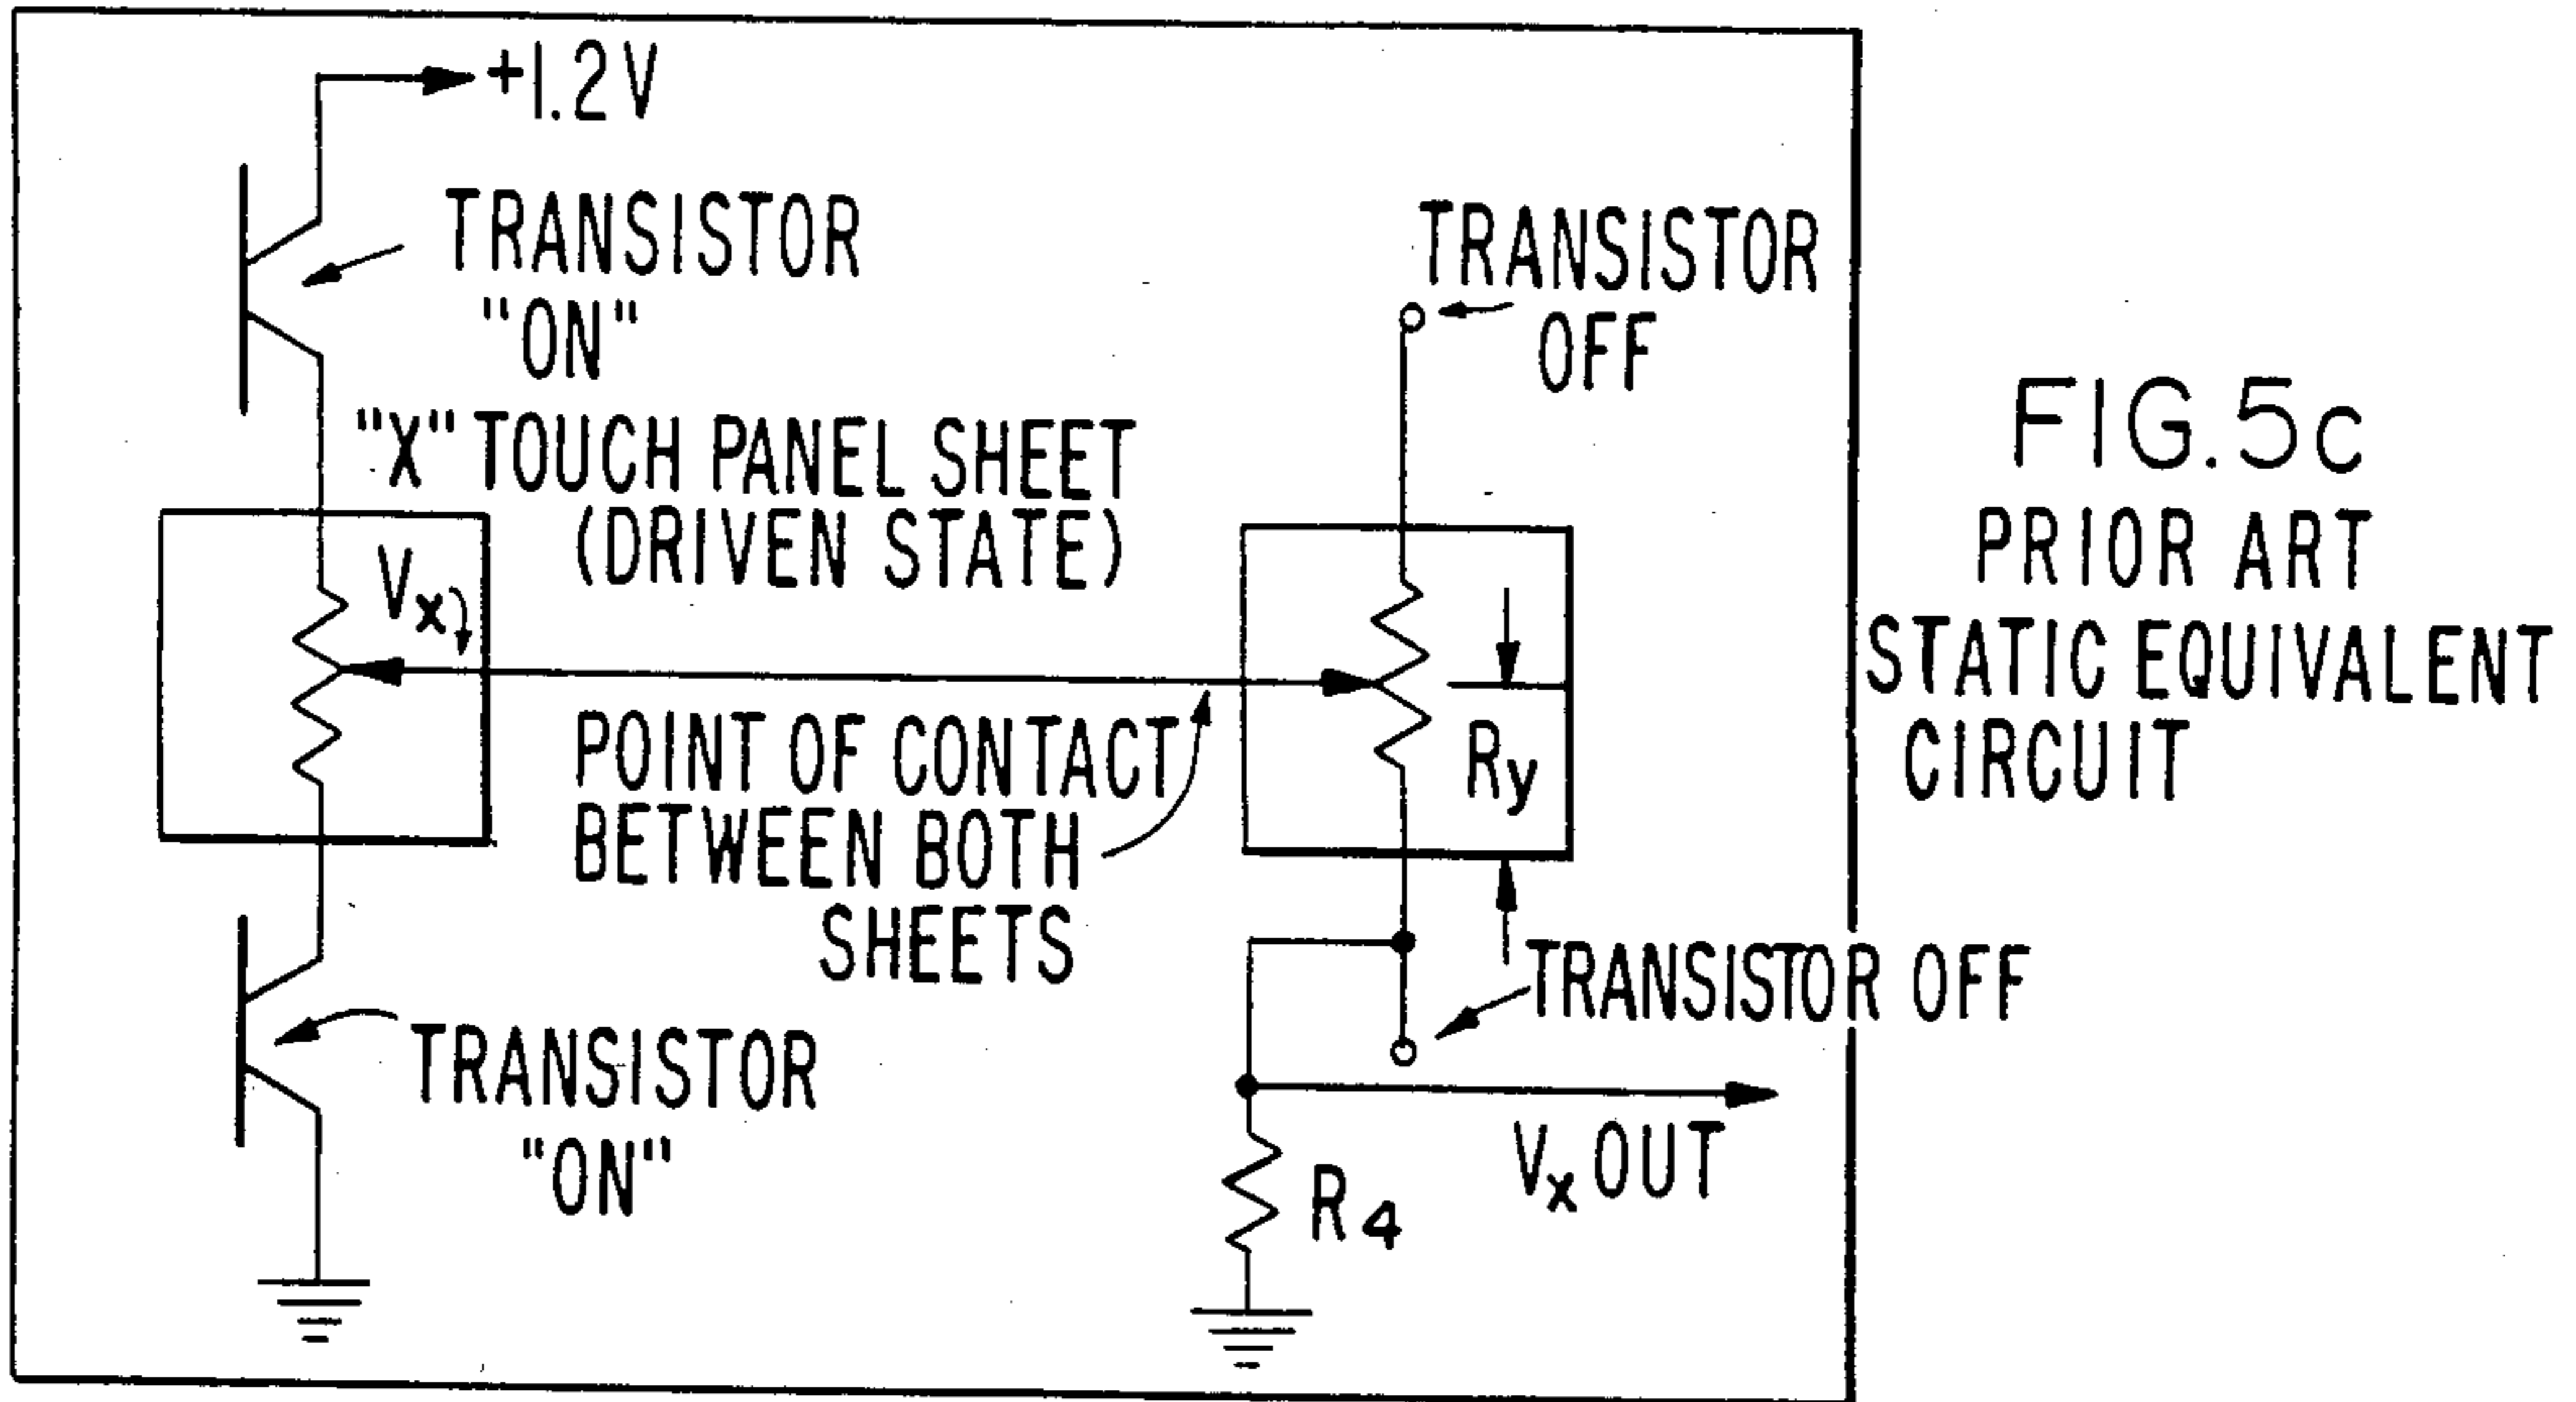 +1.2V
TRANSISTOR
"ON"
TRANSISTOR
OFF
"X" TOUCH PANEL SHEET
(DRIVEN STATE)
Vx
POINT OF CONTACT
BETWEEN BOTH
SHEETS
Ry
TRANSISTOR OFF
TRANSISTOR
"ON"
Vx OUT
R4
FIG. 5c
PRIOR ART
STATIC EQUIVALENT
CIRCUIT